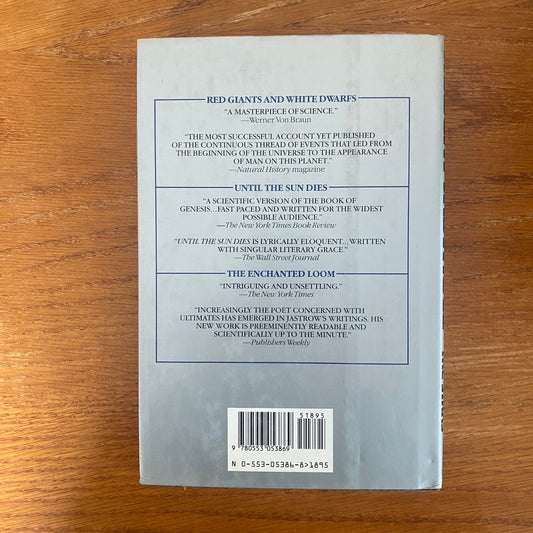 RED GIANTS AND WHITE DWARFS
“A MASTERPIECE OF SCIENCE.”
—Werner Von Braun
“THE MOST SUCCESSFUL ACCOUNT YET PUBLISHED
OF THE CONTINUOUS THREAD OF EVENTS THAT LED FROM
THE BEGINNING OF THE UNIVERSE TO THE APPEARANCE
OF MAN ON THIS PLANET.”
—Natural History magazine
UNTIL THE SUN DIES
“A SCIENTIFIC VERSION OF THE BOOK OF
GENESIS...FAST PACED AND WRITTEN FOR THE WIDEST
POSSIBLE AUDIENCE.”
—The New York Times Book Review
“UNTIL THE SUN DIES IS LYRICALLY ELOQUENT...WRITTEN
WITH SINGULAR LITERARY GRACE.”
—The Wall Street Journal
THE ENCHANTED LOOM
“INTRIGUING AND UNSETTLING.”
—The New York Times
“INCREASINGLY THE POET CONCERNED WITH
ULTIMATES HAS EMERGED IN JASTROW’S WRITINGS. HIS
NEW WORK IS PREEMINENTLY READABLE AND
SCIENTIFICALLY UP TO THE MINUTE.”
—Publishers Weekly
51895
9 780553 053869
N 0-553-05386-8>1895